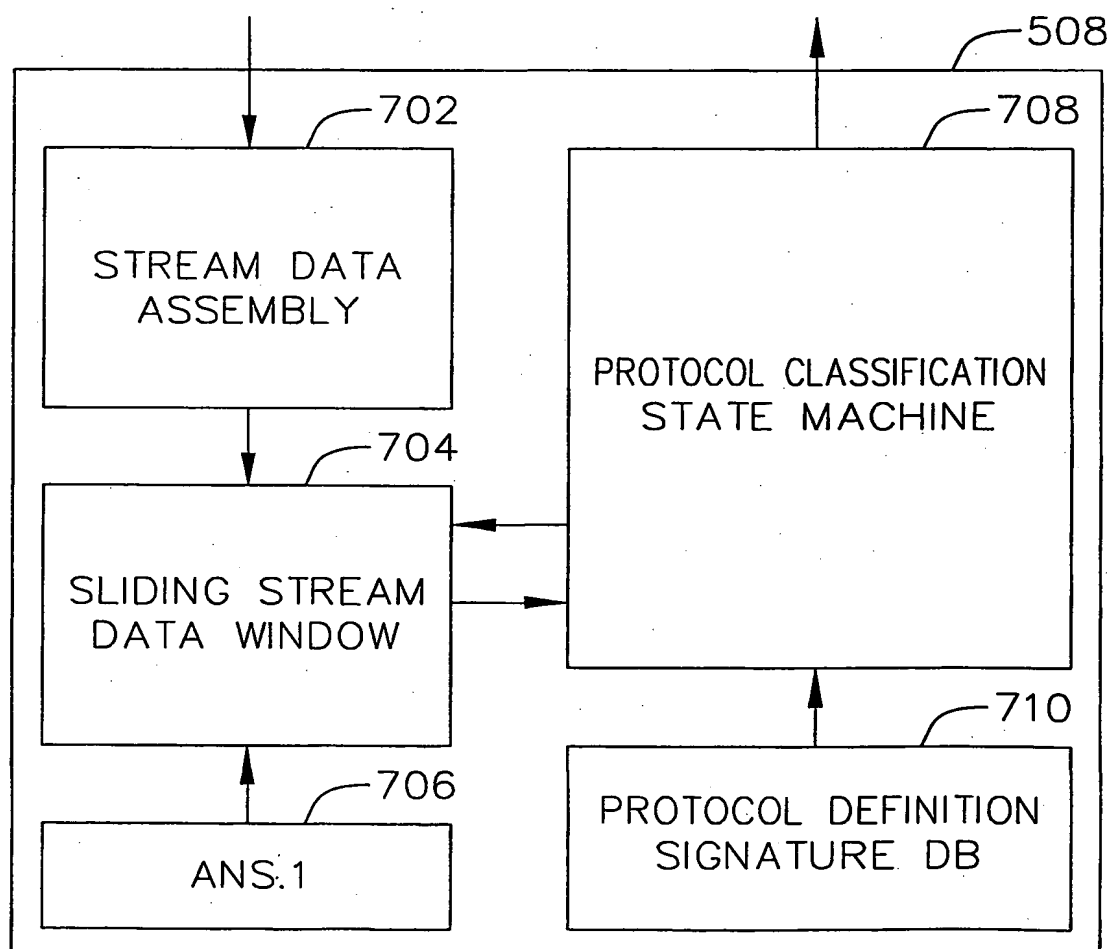 508
702
STREAM DATA
ASSEMBLY
708
PROTOCOL CLASSIFICATION
STATE MACHINE
704
SLIDING STREAM
DATA WINDOW
706
ANS.1
710
PROTOCOL DEFINITION
SIGNATURE DB